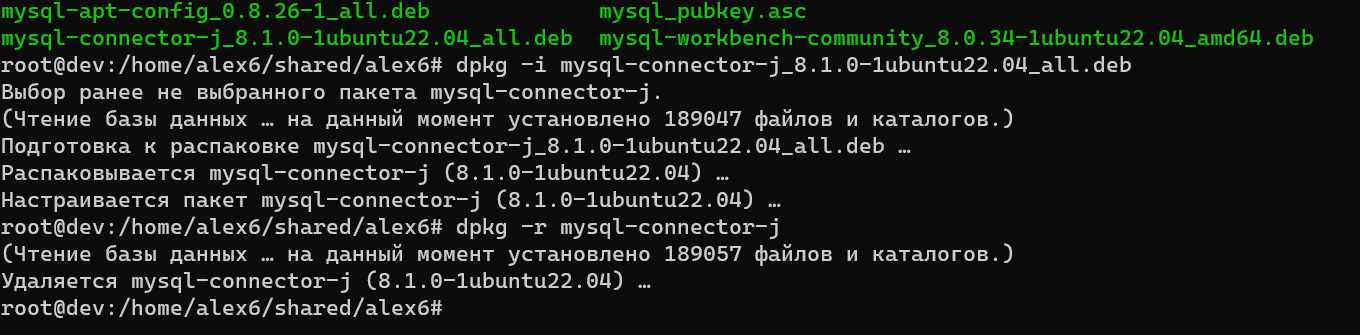 mysql-apt-config_0.8.26-1_all.deb mysql_pubkey.asc
mysql-connector-j_8.1.0-1ubuntu22.04_all.deb mysql-workbench-community_8.0.34-1ubuntu22.04_amd64.deb
root@dev:/home/alex6/shared/alex6# dpkg -i mysql-connector-j_8.1.0-1ubuntu22.04_all.deb
Выбор ранее не выбранного пакета mysql-connector-j.
(Чтение базы данных … на данный момент установлено 189047 файлов и каталогов.)
Подготовка к распаковке mysql-connector-j_8.1.0-1ubuntu22.04_all.deb …
Распаковывается mysql-connector-j (8.1.0-1ubuntu22.04) …
Настраивается пакет mysql-connector-j (8.1.0-1ubuntu22.04) …
root@dev:/home/alex6/shared/alex6# dpkg -r mysql-connector-j
(Чтение базы данных … на данный момент установлено 189057 файлов и каталогов.)
Удаляется mysql-connector-j (8.1.0-1ubuntu22.04) …
root@dev:/home/alex6/shared/alex6#